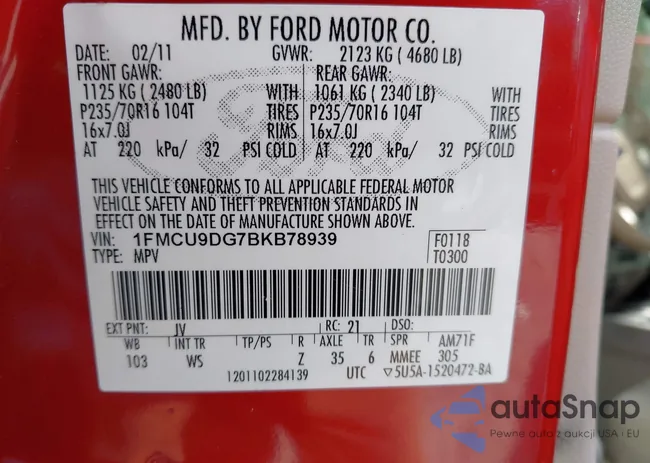 MFD. BY FORD MOTOR CO.
DATE: 02/11 GVWR: 2123 KG ( 4680 LB)
FRONT GAWR: REAR GAWR:
1125 KG ( 2480 LB) WITH 1061 KG ( 2340 LB) WITH
P235/70R16 104T TIRES P235/70R16 104T TIRES
16x7.0J RIMS 16x7.0J RIMS
AT 220 kPa/ 32 PSI COLD AT 220 kPa/ 32 PSI COLD
Ford
THIS VEHICLE CONFORMS TO ALL APPLICABLE FEDERAL MOTOR
VEHICLE SAFETY AND THEFT PREVENTION STANDARDS IN
EFFECT ON THE DATE OF MANUFACTURE SHOWN ABOVE.
VIN: 1FMCU9DG7BKB78939 F0118
TYPE: MPV T0300
EXT PNT: JV RC: 21 DSO:
WB INT TR TP/PS R AXLE TR SPR AM71F
103 WS Z 35 6 MMEE 305
1201102284139 UTC ▽5U5A-1520472-BA
autoSnap
Pewne auto z aukcji USA i EU